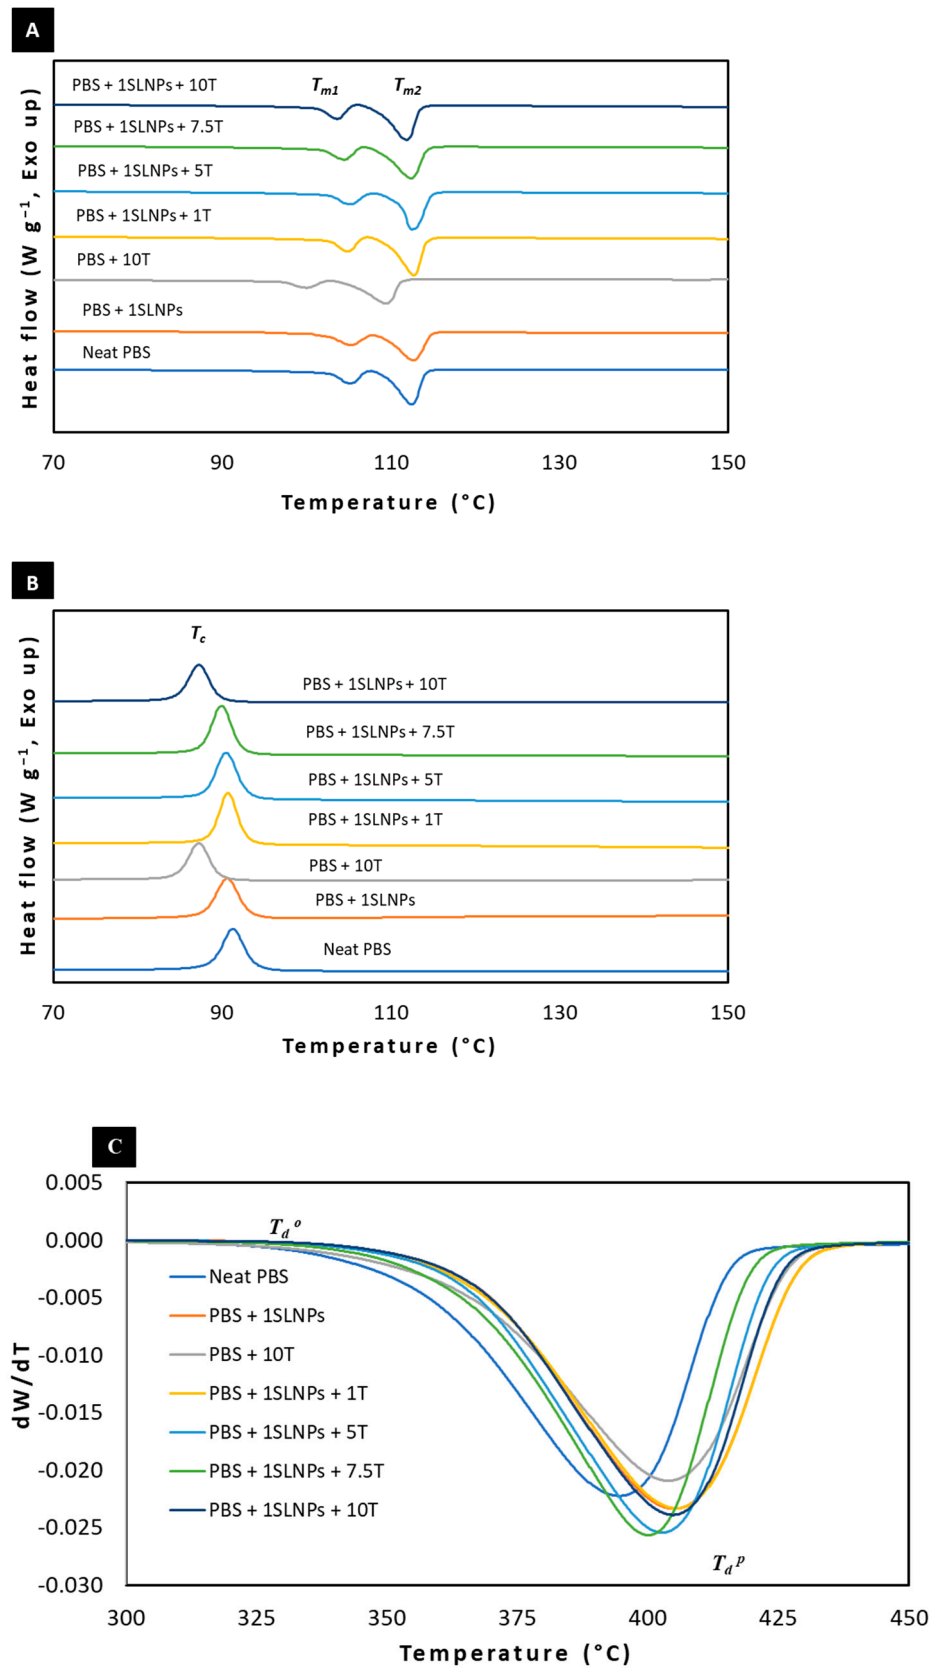 A
Heat flow (W g⁻¹, Exo up)
PBS + 1SLNPs + 10T
Tm1
Tm2
PBS + 1SLNPs + 7.5T
PBS + 1SLNPs + 5T
PBS + 1SLNPs + 1T
PBS + 10T
PBS + 1SLNPs
Neat PBS
70 90 110 130 150
Temperature (°C)
B
Heat flow (W g⁻¹, Exo up)
Tc
PBS + 1SLNPs + 10T
PBS + 1SLNPs + 7.5T
PBS + 1SLNPs + 5T
PBS + 1SLNPs + 1T
PBS + 10T
PBS + 1SLNPs
Neat PBS
70 90 110 130 150
Temperature (°C)
C
dW/dT
0.005
0.000
-0.005
-0.010
-0.015
-0.020
-0.025
-0.030
Td o
Neat PBS
PBS + 1SLNPs
PBS + 10T
PBS + 1SLNPs + 1T
PBS + 1SLNPs + 5T
PBS + 1SLNPs + 7.5T
PBS + 1SLNPs + 10T
Td p
300 325 350 375 400 425 450
Temperature (°C)